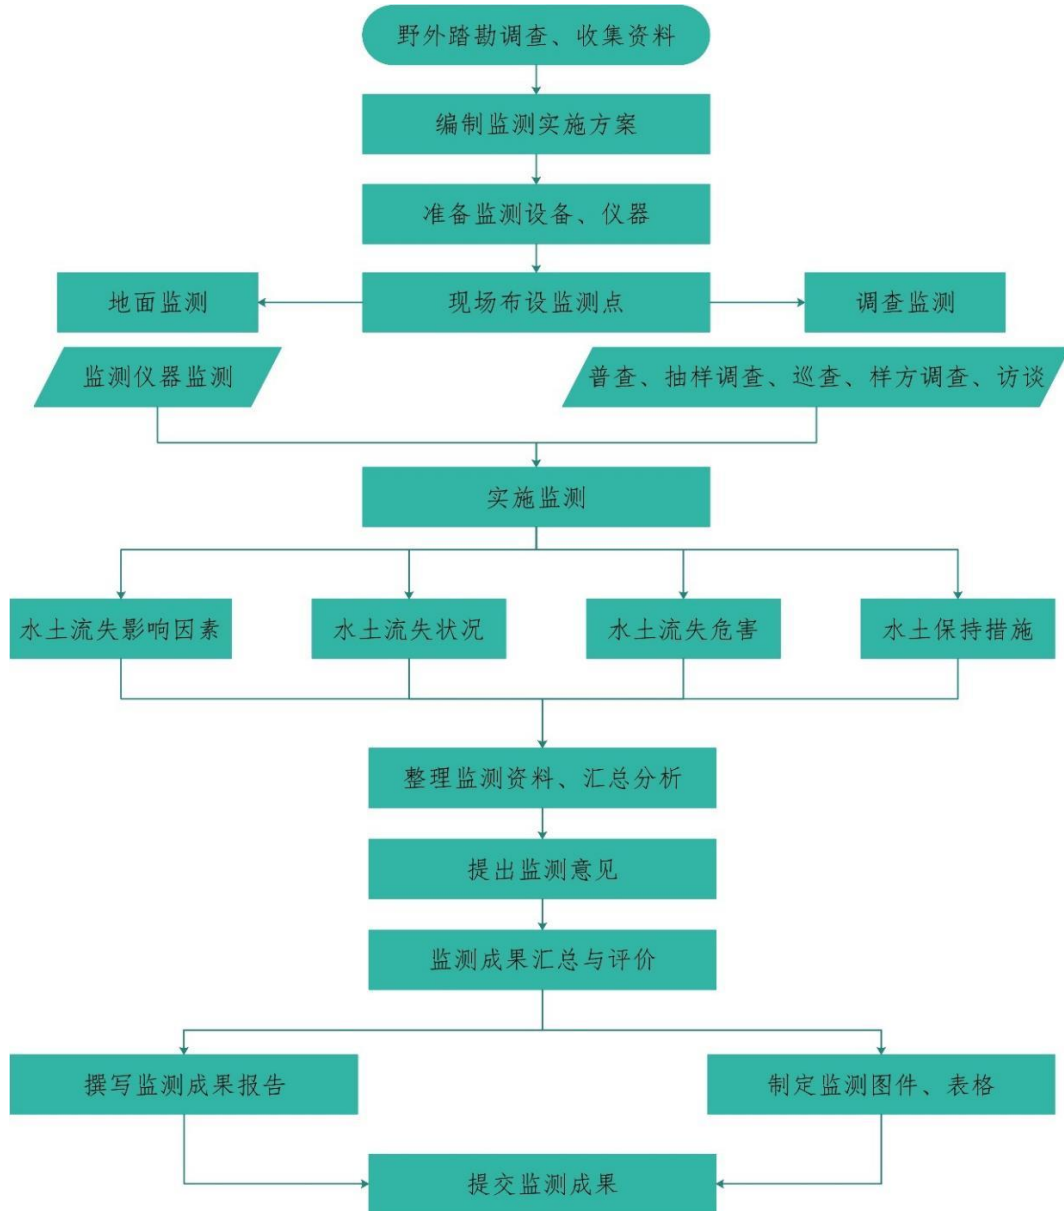 野外踏勘调查、收集资料
编制监测实施方案
准备监测设备、仪器
地面监测
现场布设监测点
调查监测
监测仪器监测
普查、抽样调查、巡查、样方调查、访谈
实施监测
水土流失影响因素
水土流失状况
水土流失危害
水土保持措施
整理监测资料、汇总分析
提出监测意见
监测成果汇总与评价
撰写监测成果报告
制定监测图件、表格
提交监测成果